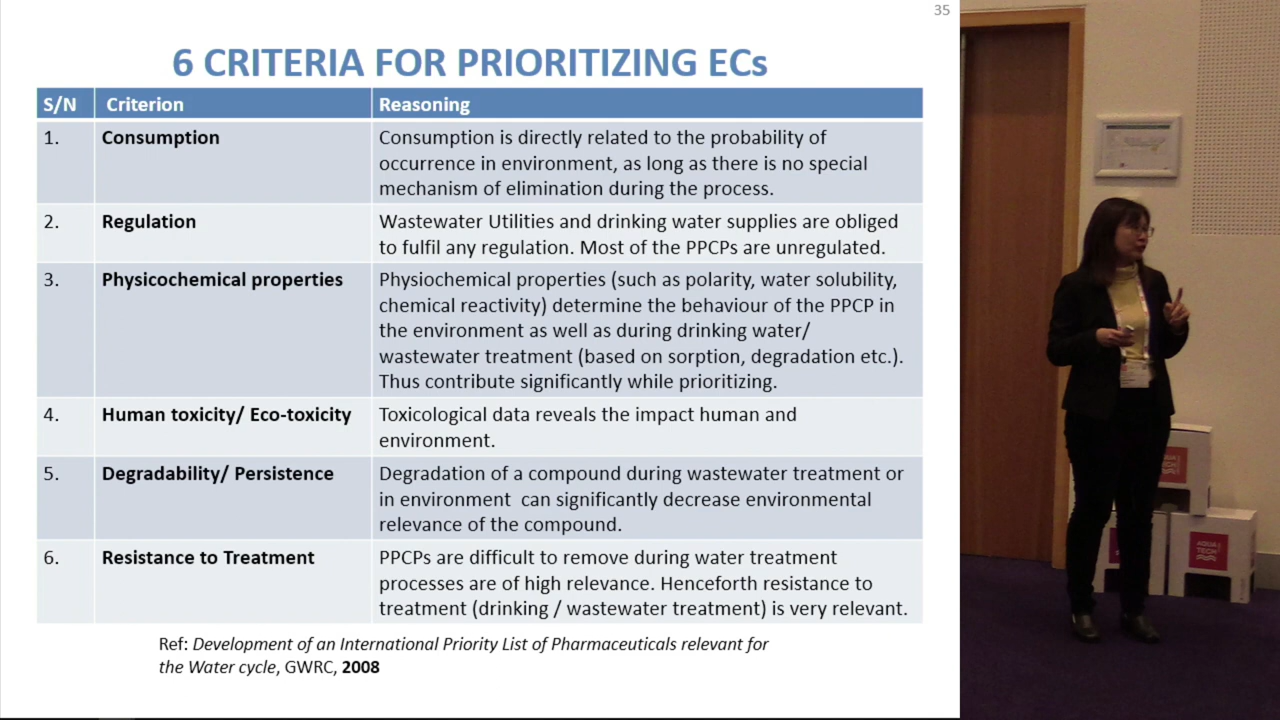 35
6 CRITERIA FOR PRIORITIZING ECs
S/N Criterion Reasoning
1. Consumption Consumption is directly related to the probability of
occurrence in environment, as long as there is no special
mechanism of elimination during the process.
2. Regulation Wastewater Utilities and drinking water supplies are obliged
to fulfil any regulation. Most of the PPCPs are unregulated.
3. Physicochemical properties Physiochemical properties (such as polarity, water solubility,
chemical reactivity) determine the behaviour of the PPCP in
the environment as well as during drinking water/
wastewater treatment (based on sorption, degradation etc.).
Thus contribute significantly while prioritizing.
4. Human toxicity/ Eco-toxicity Toxicological data reveals the impact human and
environment.
5. Degradability/ Persistence Degradation of a compound during wastewater treatment or
in environment can significantly decrease environmental
relevance of the compound.
6. Resistance to Treatment PPCPs are difficult to remove during water treatment
processes are of high relevance. Henceforth resistance to
treatment (drinking / wastewater treatment) is very relevant.
Ref: Development of an International Priority List of Pharmaceuticals relevant for
the Water cycle, GWRC, 2008
AQUA
TECH